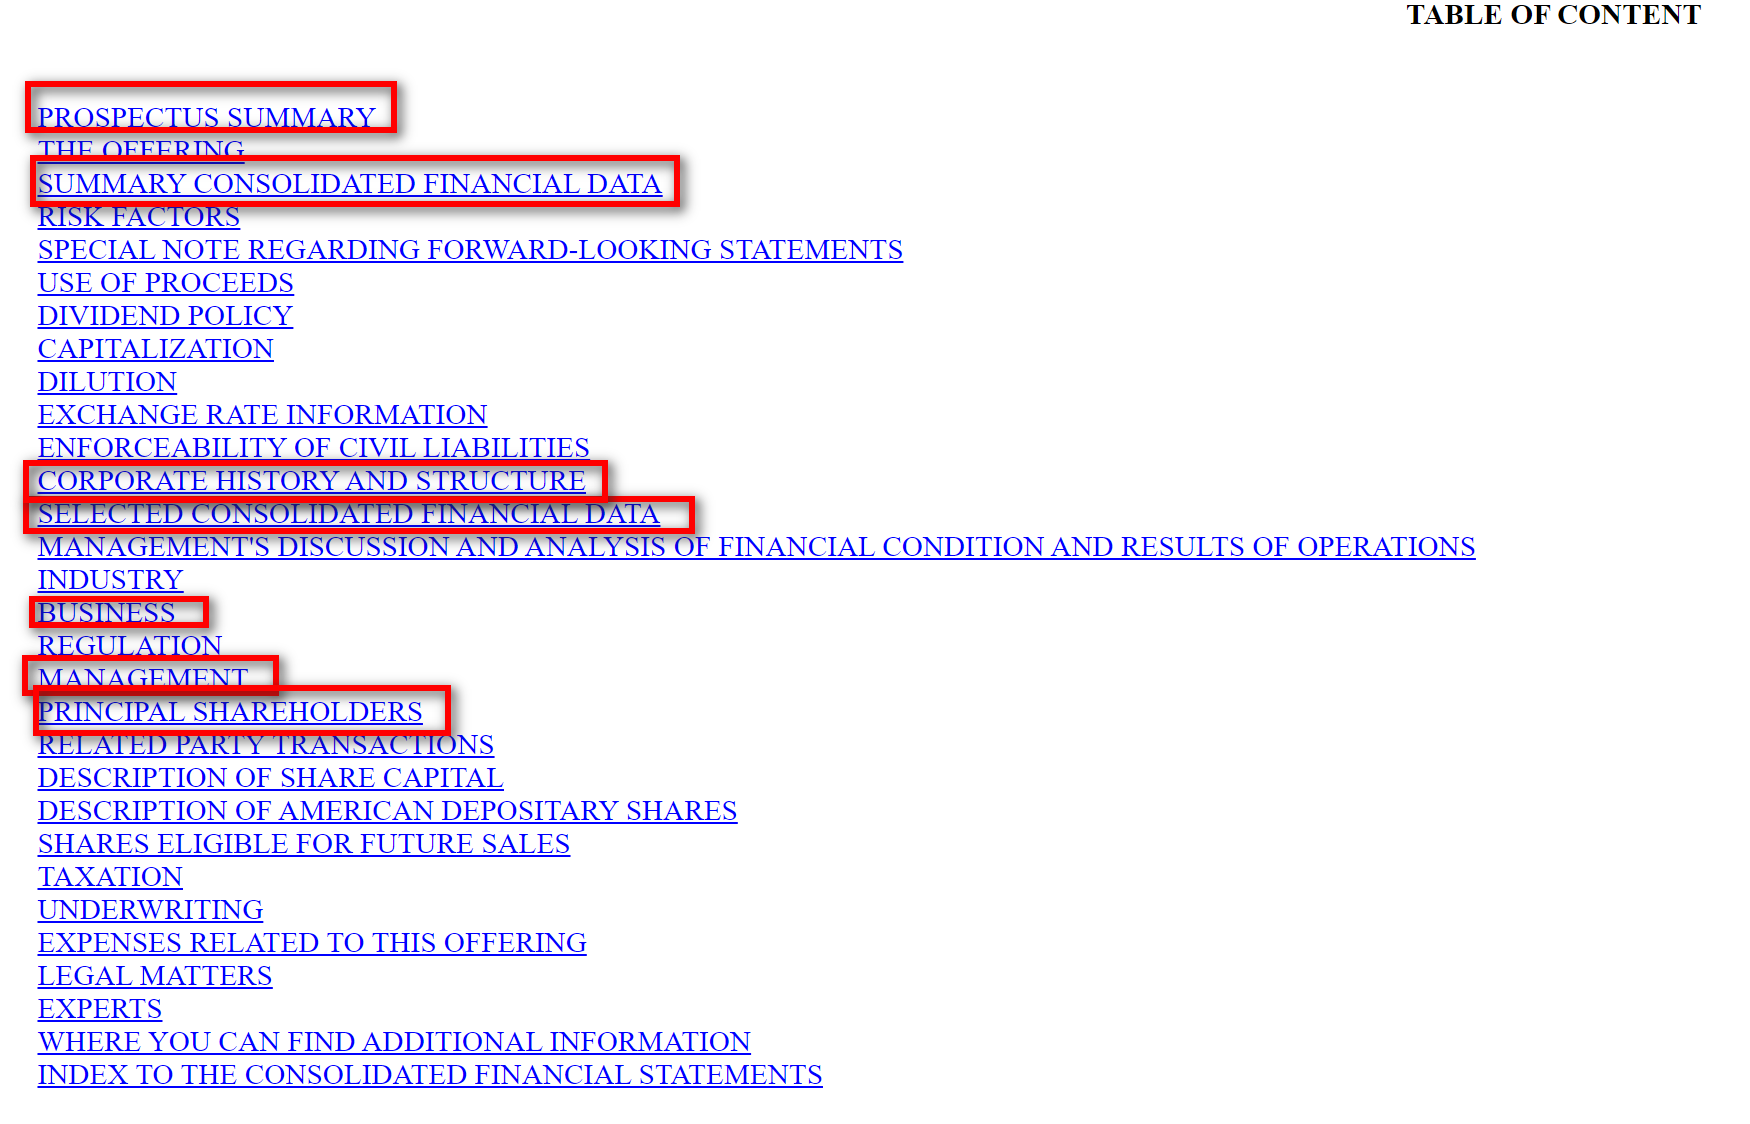 TABLE OF CONTENT
PROSPECTUS SUMMARY
THE OFFERING
SUMMARY CONSOLIDATED FINANCIAL DATA
RISK FACTORS
SPECIAL NOTE REGARDING FORWARD-LOOKING STATEMENTS
USE OF PROCEEDS
DIVIDEND POLICY
CAPITALIZATION
DILUTION
EXCHANGE RATE INFORMATION
ENFORCEABILITY OF CIVIL LIABILITIES
CORPORATE HISTORY AND STRUCTURE
SELECTED CONSOLIDATED FINANCIAL DATA
MANAGEMENT'S DISCUSSION AND ANALYSIS OF FINANCIAL CONDITION AND RESULTS OF OPERATIONS
INDUSTRY
BUSINESS
REGULATION
MANAGEMENT
PRINCIPAL SHAREHOLDERS
RELATED PARTY TRANSACTIONS
DESCRIPTION OF SHARE CAPITAL
DESCRIPTION OF AMERICAN DEPOSITARY SHARES
SHARES ELIGIBLE FOR FUTURE SALES
TAXATION
UNDERWRITING
EXPENSES RELATED TO THIS OFFERING
LEGAL MATTERS
EXPERTS
WHERE YOU CAN FIND ADDITIONAL INFORMATION
INDEX TO THE CONSOLIDATED FINANCIAL STATEMENTS